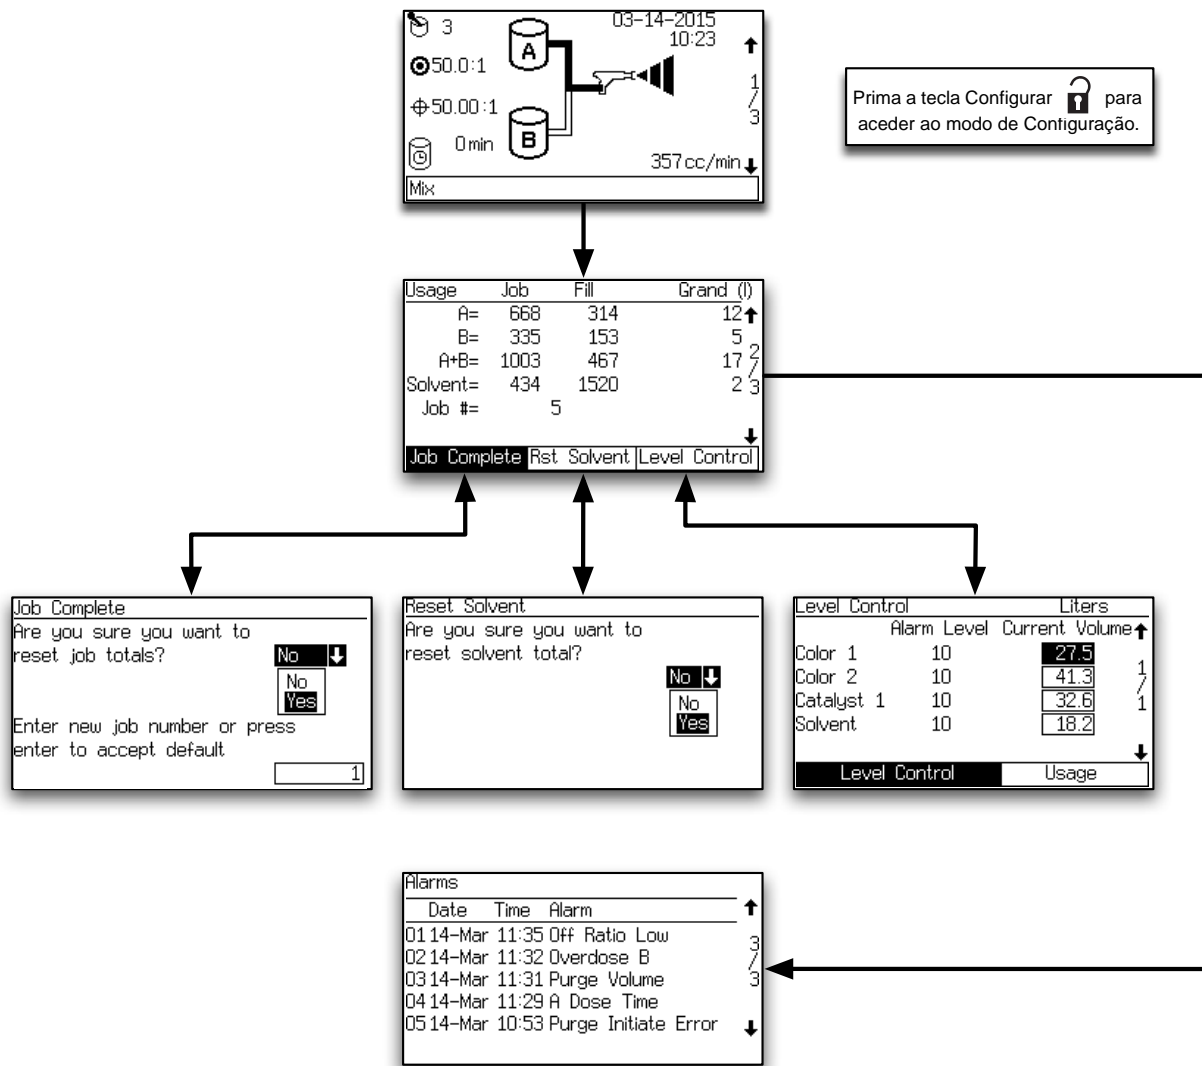 3
03-14-2015
10:23
A
50.0:1
1
/
3
50.00:1
B
0min
357cc/min
Mix
Prima a tecla Configurar para
aceder ao modo de Configuração.
Usage Job Fill Grand (l)
A= 668 314 12
B= 335 153 5
A+B= 1003 467 17
Solvent= 434 1520 2
2
/
3
Job #= 5
Job Complete Rst Solvent Level Control
Job Complete
Are you sure you want to
reset job totals? No
No
Yes
Enter new job number or press
enter to accept default
1
Reset Solvent
Are you sure you want to
reset solvent total?
No
No
Yes
Level Control Liters
Alarm Level Current Volume
Color 1 10 27.5
Color 2 10 41.3
Catalyst 1 10 32.6
Solvent 10 18.2
1
/
1
Level Control Usage
Alarms
Date Time Alarm
01 14-Mar 11:35 Off Ratio Low
02 14-Mar 11:32 Overdose B
03 14-Mar 11:31 Purge Volume
04 14-Mar 11:29 A Dose Time
05 14-Mar 10:53 Purge Initiate Error
3
/
3